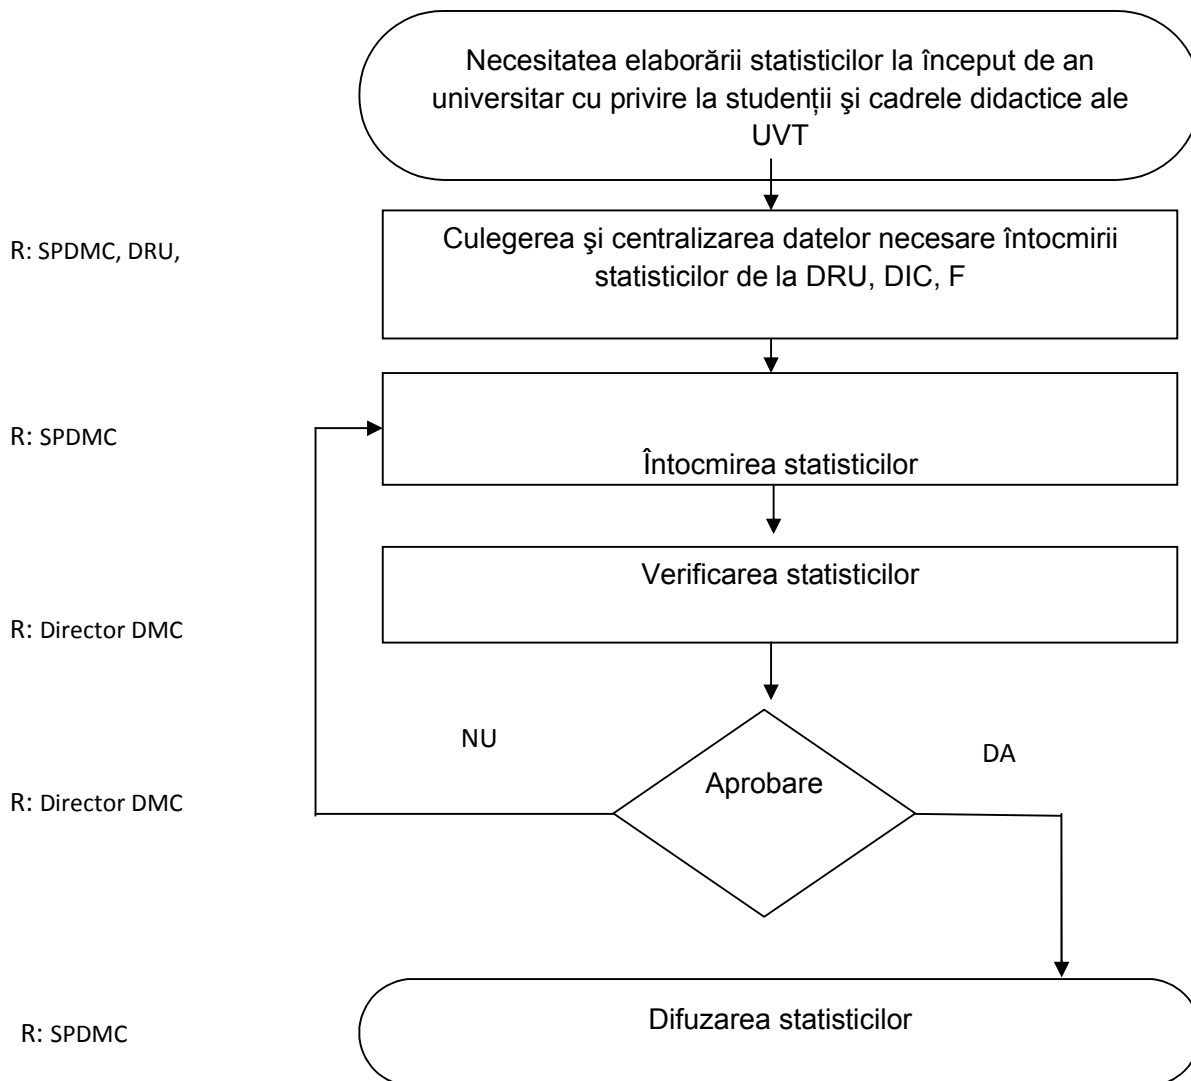 Necesitatea elaborării statisticilor la început de an
universitar cu privire la studenții şi cadrele didactice ale
UVT
R: SPDMC, DRU,
Culegerea şi centralizarea datelor necesare întocmirii
statisticilor de la DRU, DIC, F
R: SPDMC
Întocmirea statisticilor
Verificarea statisticilor
R: Director DMC
NU
DA
Aprobare
R: Director DMC
Difuzarea statisticilor
R: SPDMC